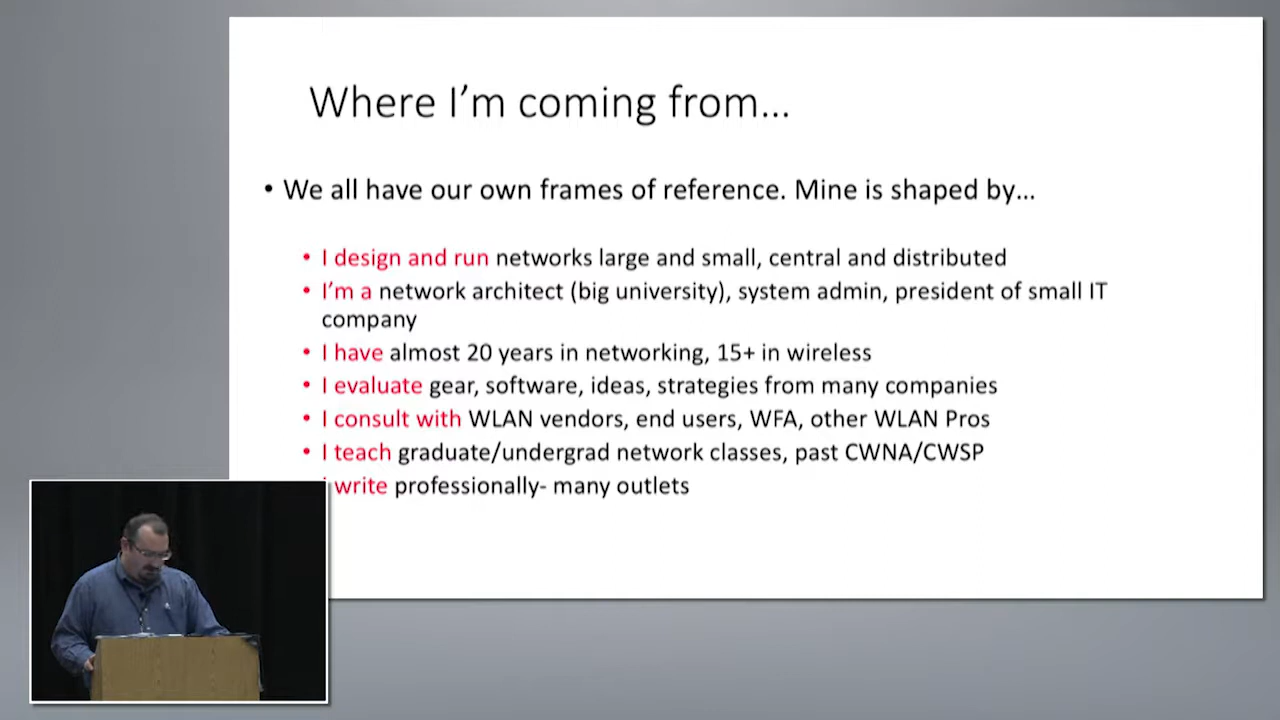 Where I'm coming from...
• We all have our own frames of reference. Mine is shaped by...
• I design and run networks large and small, central and distributed
• I'm a network architect (big university), system admin, president of small IT
company
• I have almost 20 years in networking, 15+ in wireless
• I evaluate gear, software, ideas, strategies from many companies
• I consult with WLAN vendors, end users, WFA, other WLAN Pros
• I teach graduate/undergrad network classes, past CWNA/CWSP
write professionally- many outlets